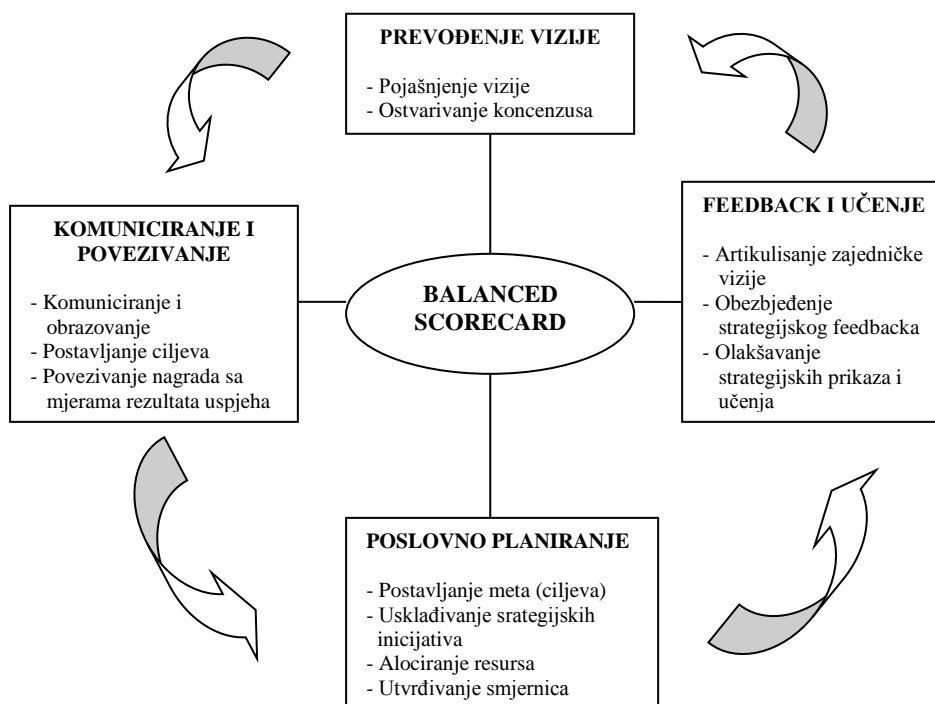 PREVOĐENJE VIZIJE
- Pojašnjenje vizije
- Ostvarivanje koncenzusa
KOMUNICIRANJE I
POVEZIVANJE
- Komuniciranje i
obrazovanje
- Postavljanje ciljeva
- Povezivanje nagrada sa
mjerama rezultata uspjeha
BALANCED
SCORECARD
FEEDBACK I UČENJE
- Artikulisanje zajedničke
vizije
- Obezbjeđenje
strategijskog feedbacka
- Olakšavanje
strategijskih prikaza i
učenja
POSLOVNO PLANIRANJE
- Postavljanje meta (ciljeva)
- Usklađivanje srategijskih
inicijativa
- Alociranje resursa
- Utvrđivanje smjernica